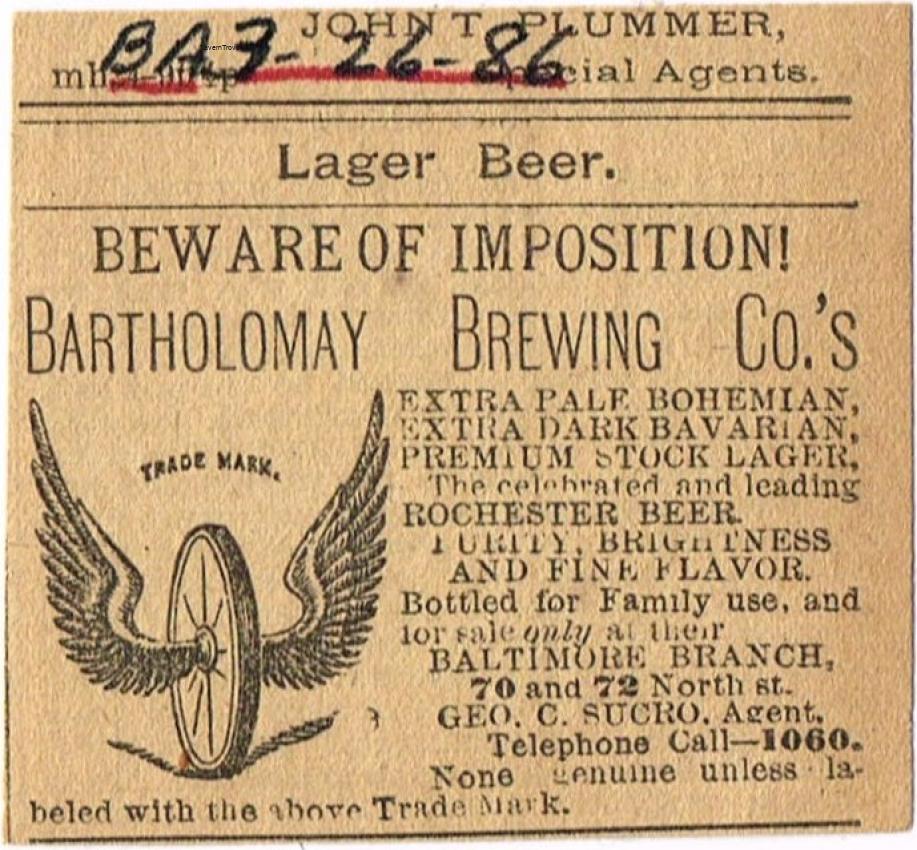 JOHN T. PLUMMER,
BA 3-26-86
Special Agents.
Lager Beer.
BEWARE OF IMPOSITION!
BARTHOLOMAY BREWING CO.'S
TRADE MARK.
EXTRA PALE BOHEMIAN,
EXTRA DARK BAVARIAN,
PREMIUM STOCK LAGER,
The celebrated and leading
ROCHESTER BEER.
PURITY, BRIGHTNESS
AND FINE FLAVOR.
Bottled for Family use, and
for sale only at their
BALTIMORE BRANCH,
70 and 72 North st.
GEO. C. SUCRO, Agent.
Telephone Call—1060.
None genuine unless la-
beled with the above Trade Mark.